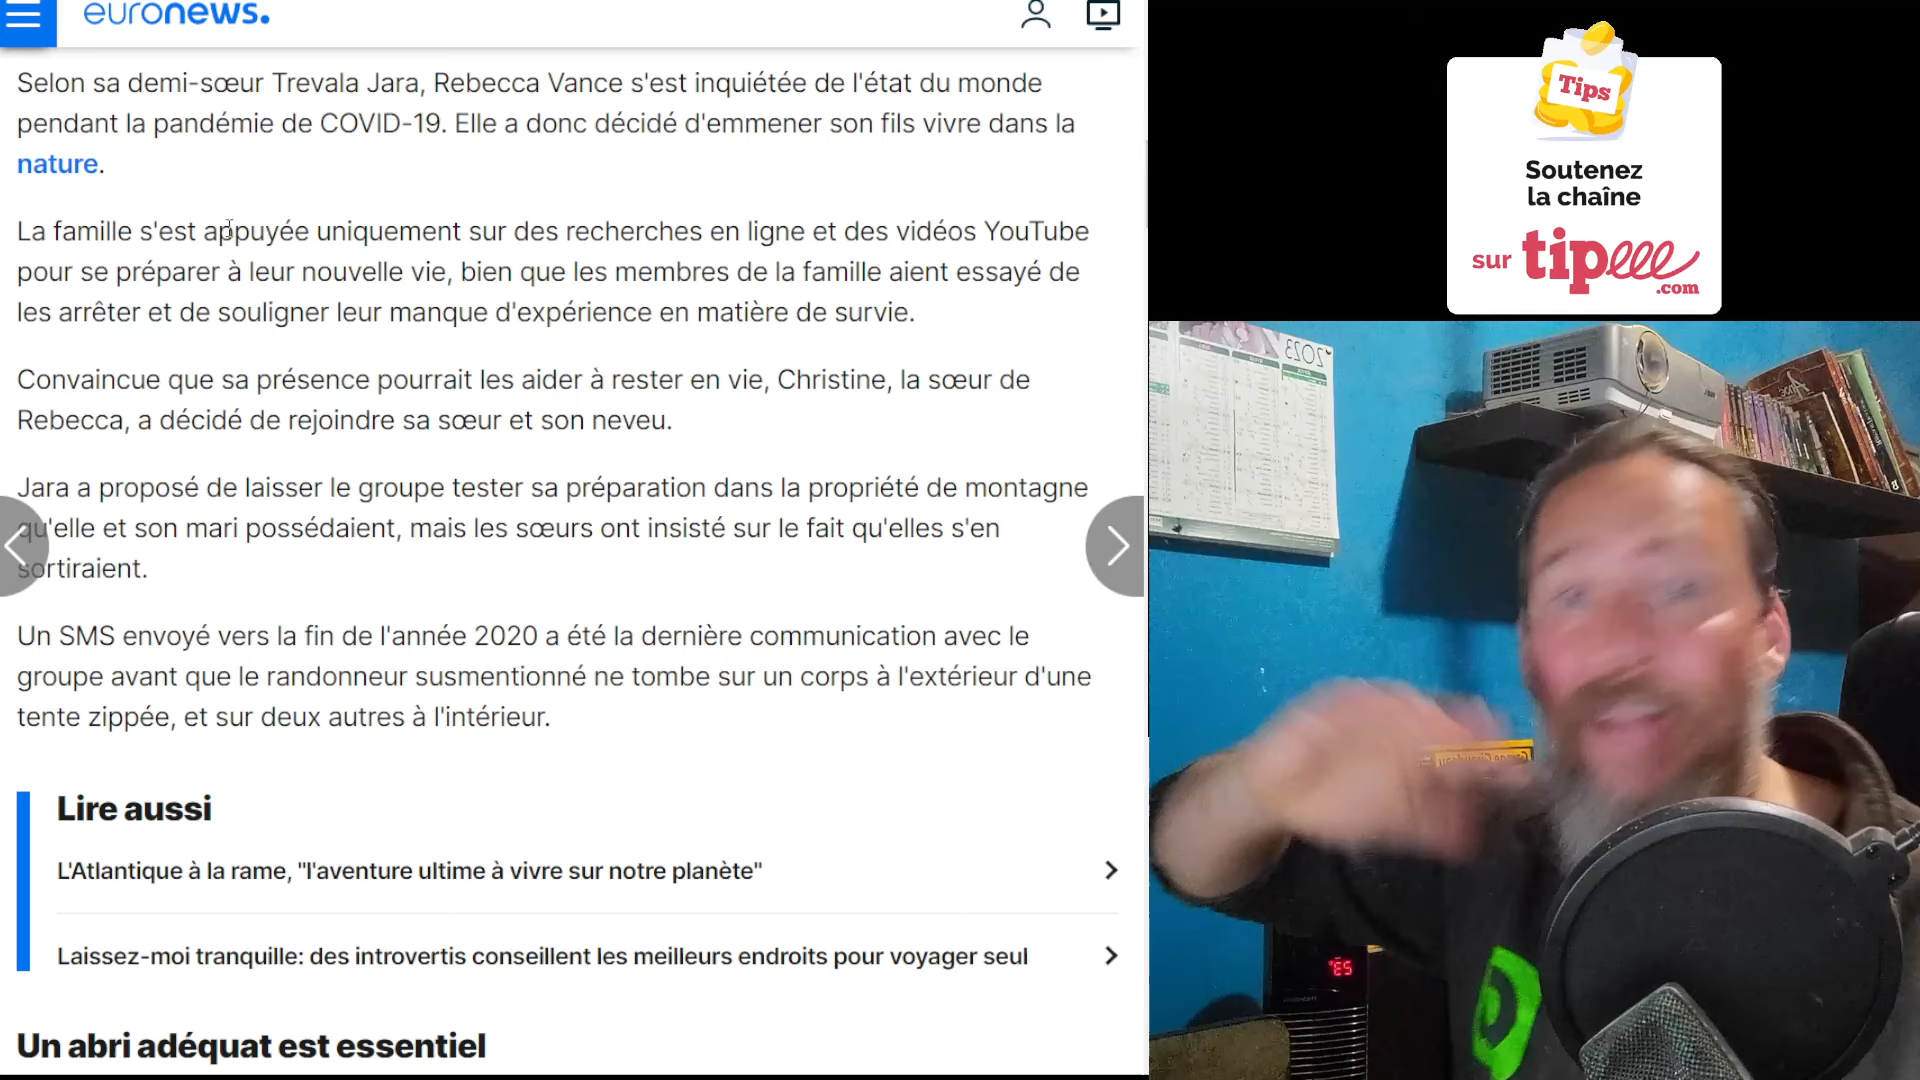 euronews.
Selon sa demi-sœur Trevala Jara, Rebecca Vance s'est inquiétée de l'état du monde
pendant la pandémie de COVID-19. Elle a donc décidé d'emmener son fils vivre dans la
nature.
La famille s'est appuyée uniquement sur des recherches en ligne et des vidéos YouTube
pour se préparer à leur nouvelle vie, bien que les membres de la famille aient essayé de
les arrêter et de souligner leur manque d'expérience en matière de survie.
Convaincue que sa présence pourrait les aider à rester en vie, Christine, la sœur de
Rebecca, a décidé de rejoindre sa sœur et son neveu.
Jara a proposé de laisser le groupe tester sa préparation dans la propriété de montagne
qu'elle et son mari possédaient, mais les sœurs ont insisté sur le fait qu'elles s'en
sortiraient.
Un SMS envoyé vers la fin de l'année 2020 a été la dernière communication avec le
groupe avant que le randonneur susmentionné ne tombe sur un corps à l'extérieur d'une
tente zippée, et sur deux autres à l'intérieur.
Lire aussi
L'Atlantique à la rame, "l'aventure ultime à vivre sur notre planète"
Laissez-moi tranquille: des introvertis conseillent les meilleurs endroits pour voyager seul
Un abri adéquat est essentiel
Tips
Soutenez
la chaîne
sur tipeee
.com
2023